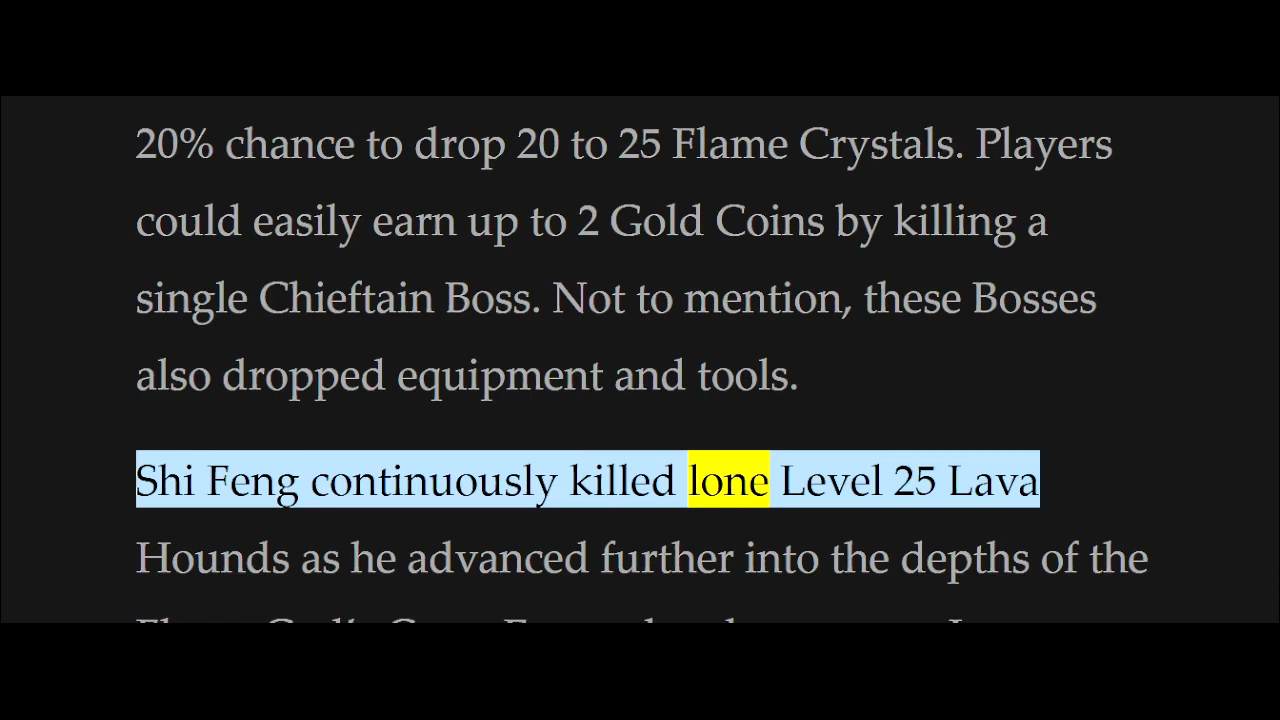 20% chance to drop 20 to 25 Flame Crystals. Players
could easily earn up to 2 Gold Coins by killing a
single Chieftain Boss. Not to mention, these Bosses
also dropped equipment and tools.
Shi Feng continuously killed lone Level 25 Lava
Hounds as he advanced further into the depths of the